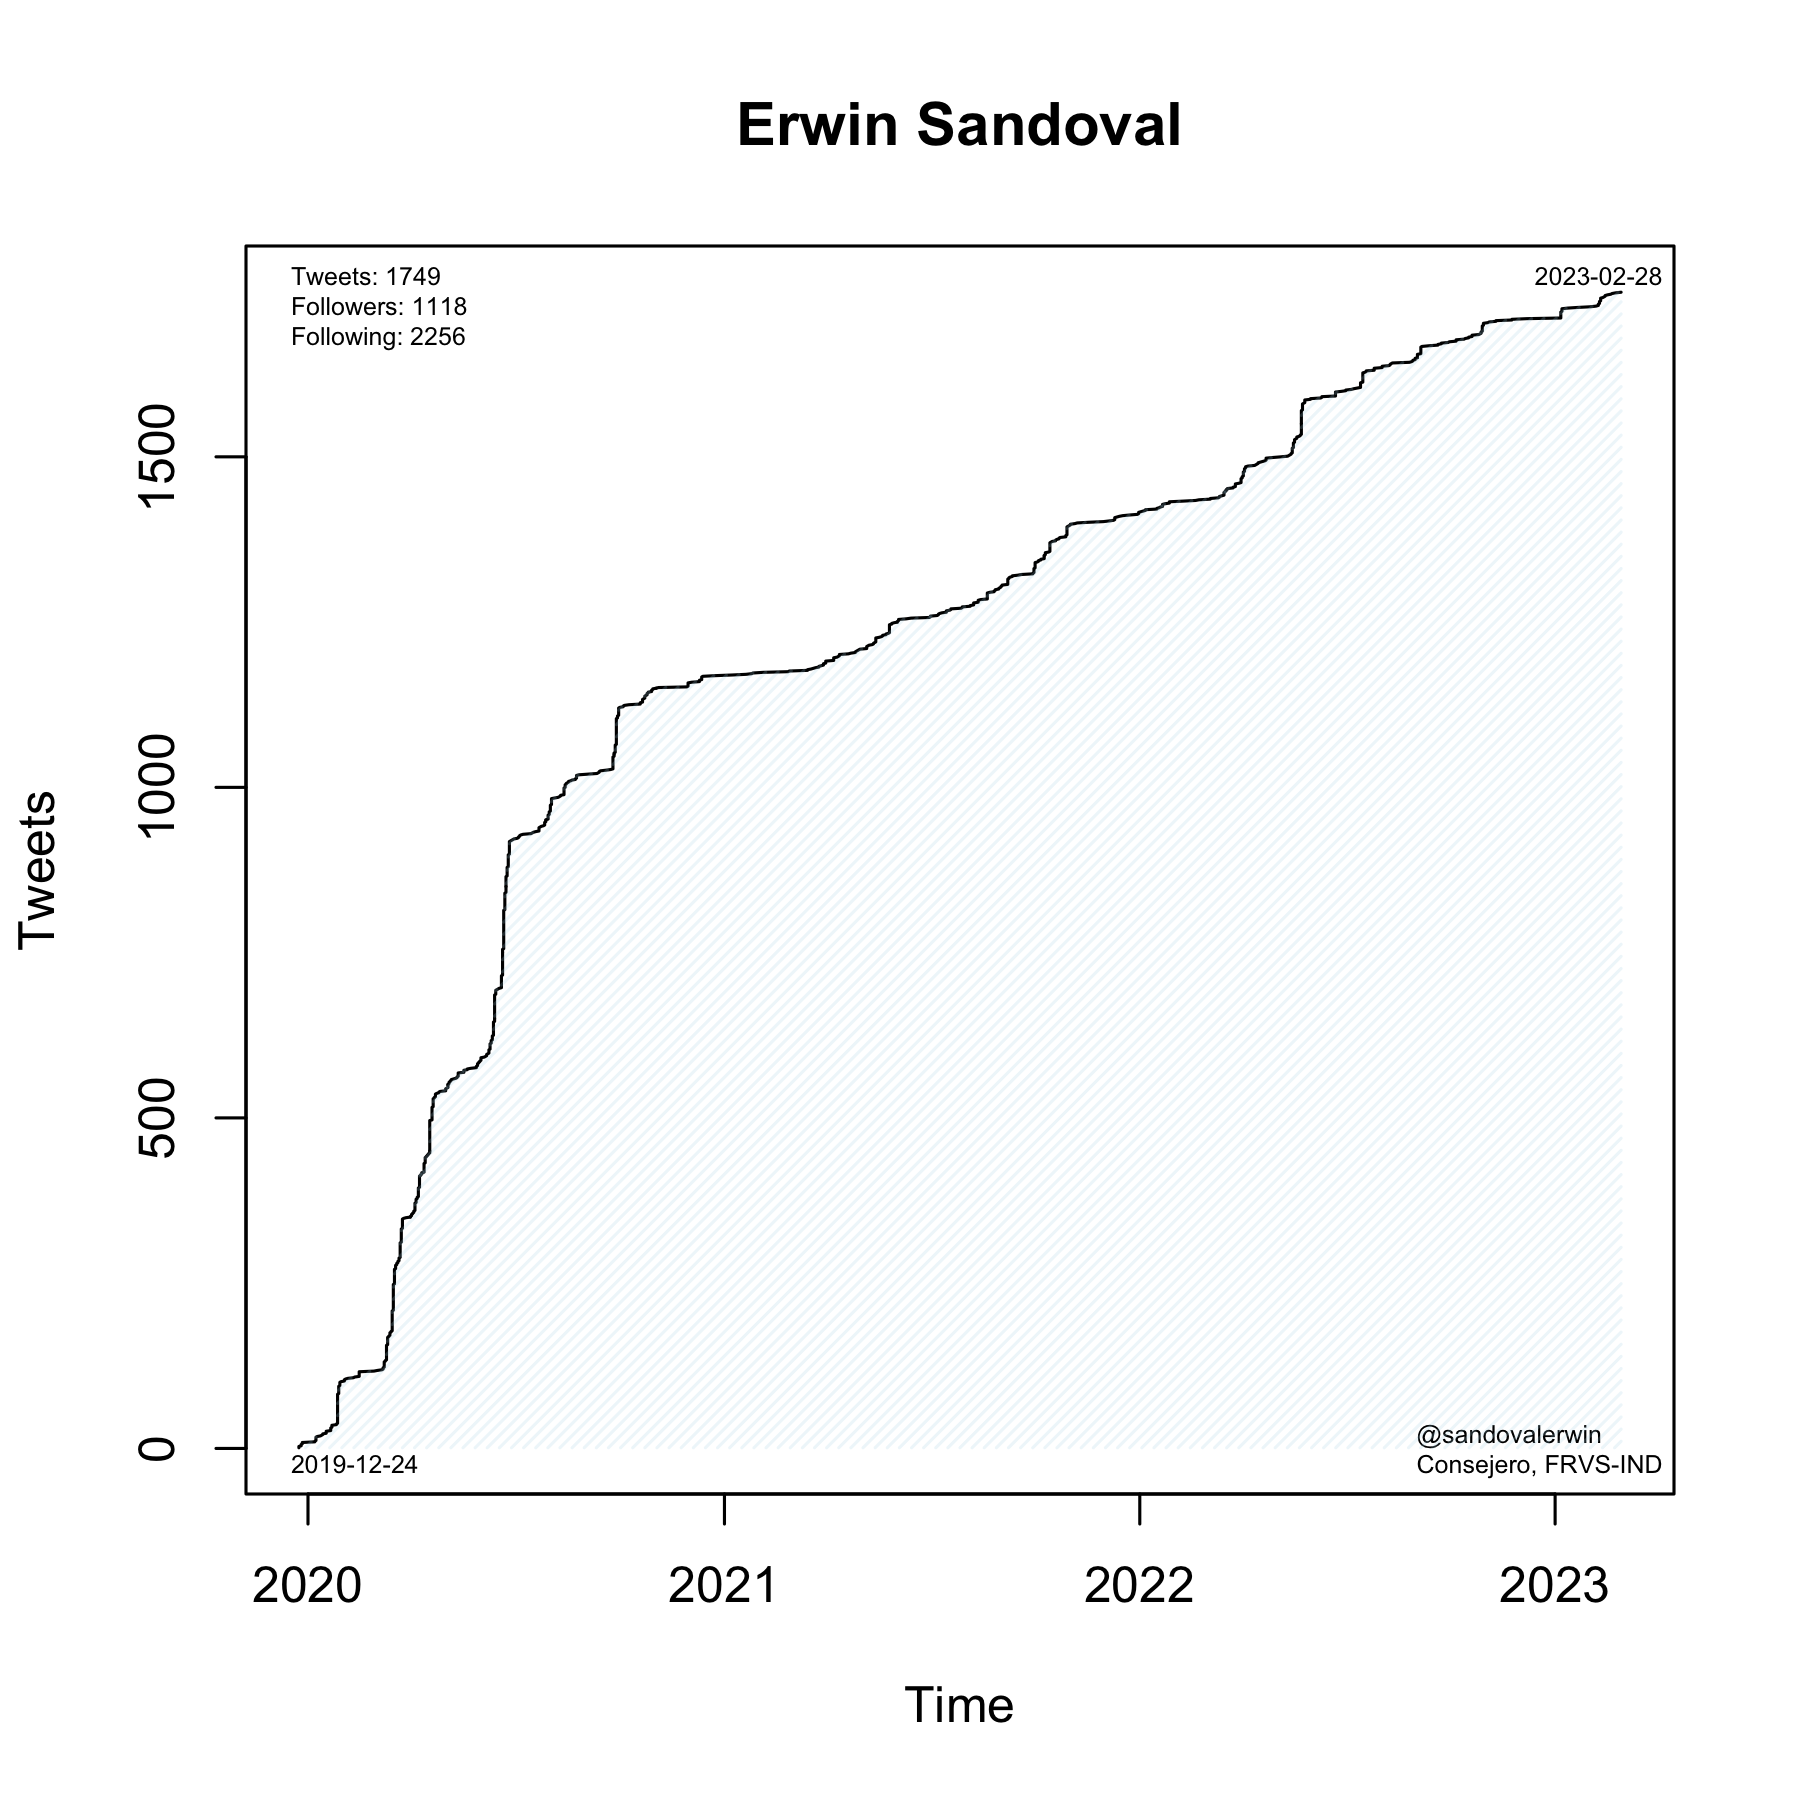 Erwin Sandoval
Tweets: 1749
Followers: 1118
Following: 2256
2023-02-28
1500
1000
500
0
Tweets
@sandovalerwin
Consejero, FRVS-IND
2019-12-24
2020
2021
2022
2023
Time